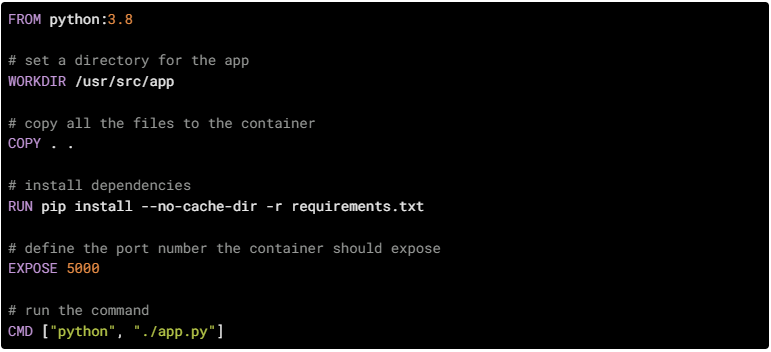 FROM python:3.8
# set a directory for the app
WORKDIR /usr/src/app
# copy all the files to the container
COPY . .
# install dependencies
RUN pip install --no-cache-dir -r requirements.txt
# define the port number the container should expose
EXPOSE 5000
# run the command
CMD ["python", "./app.py"]